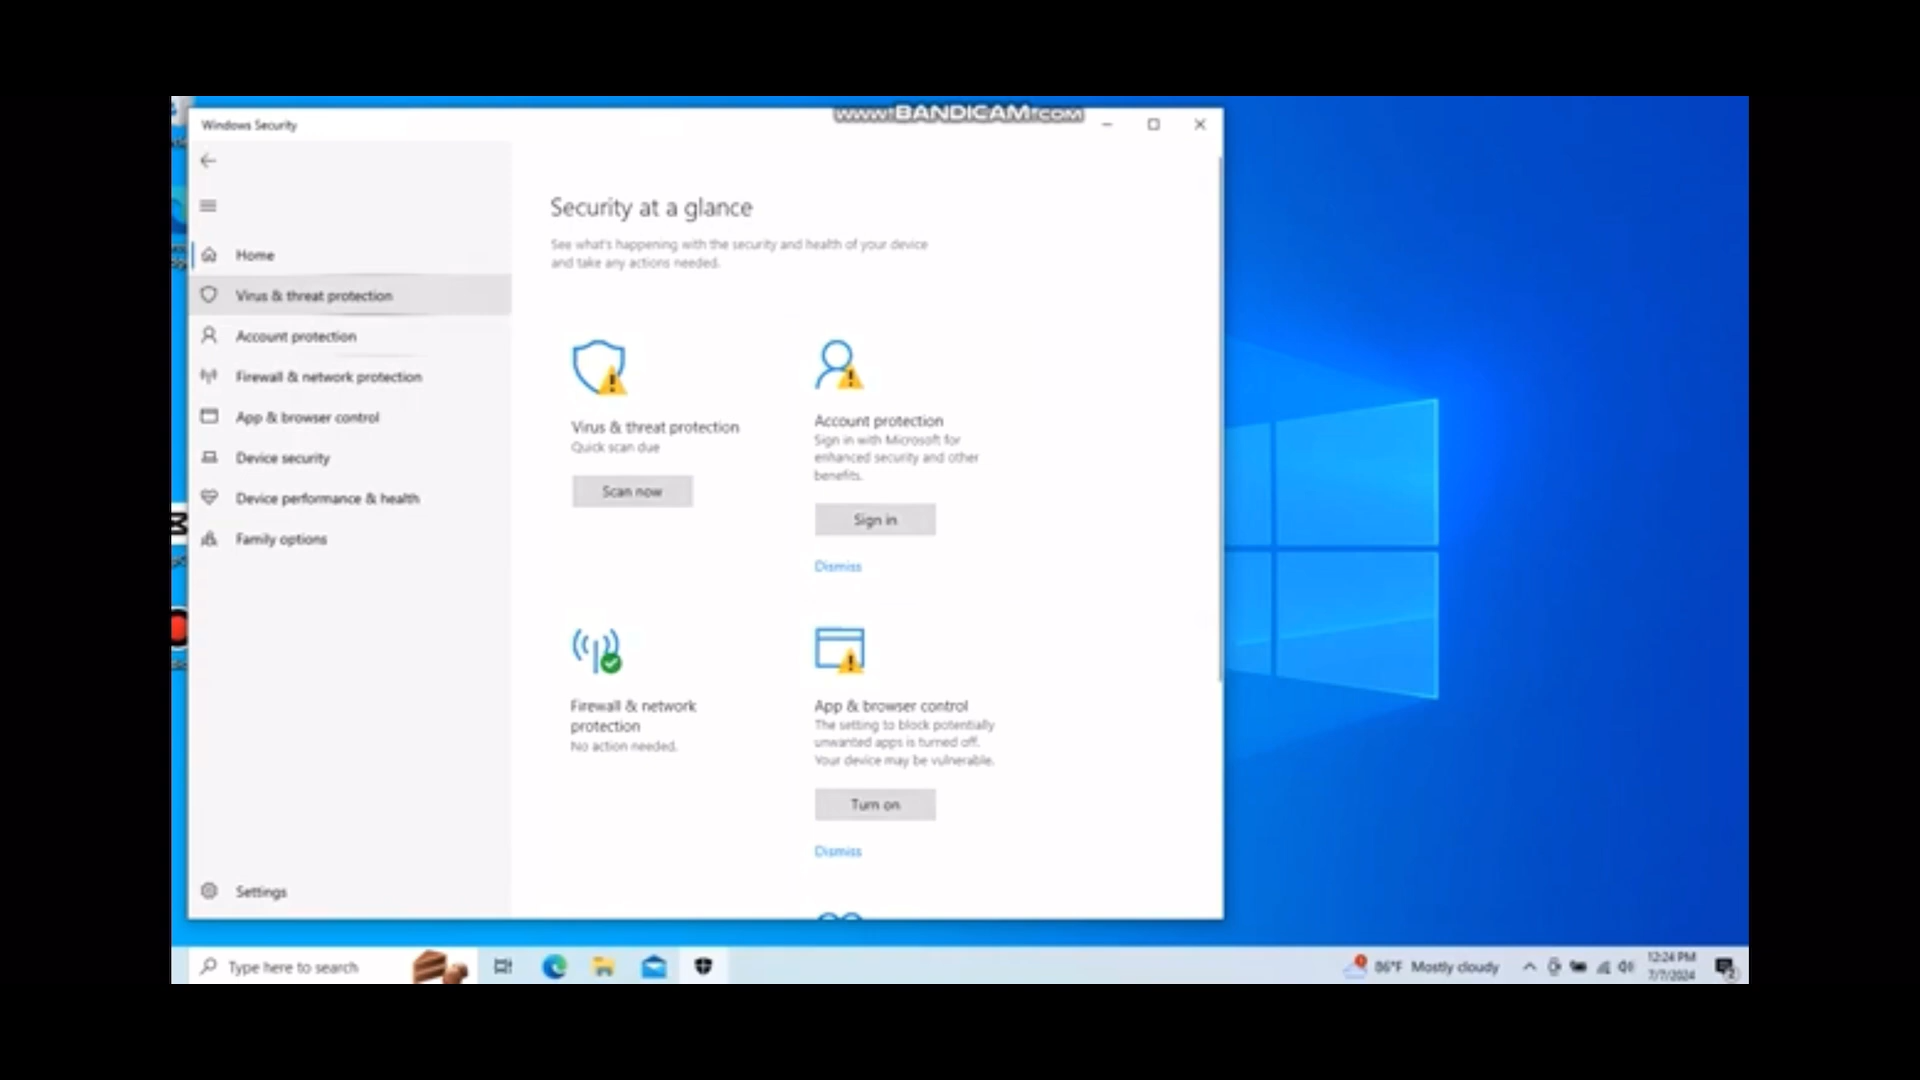 www.BANDICAM.com
Windows Security
Home
Virus & threat protection
Account protection
Firewall & network protection
App & browser control
Device security
Device performance & health
Family options
Settings
Security at a glance
See what's happening with the security and health of your device
and take any actions needed.
Virus & threat protection
Quick scan due
Scan now
Account protection
Sign in with Microsoft for
enhanced security and other
benefits.
Sign in
Dismiss
Firewall & network
protection
No action needed.
App & browser control
The setting to block potentially
unwanted apps is turned off.
Your device may be vulnerable.
Turn on
Dismiss
Type here to search
86°F Mostly cloudy
12:24 PM
7/7/2024
2